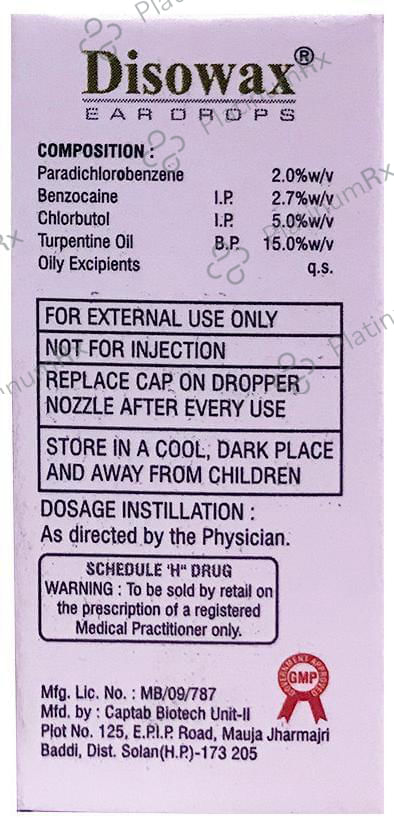 Disowax®
EAR DROPS
COMPOSITION :
Paradichlorobenzene 2.0%w/v
Benzocaine I.P. 2.7%w/v
Chlorbutol I.P. 5.0%w/v
Turpentine Oil B.P. 15.0%w/v
Oily Excipients q.s.
FOR EXTERNAL USE ONLY
NOT FOR INJECTION
REPLACE CAP ON DROPPER
NOZZLE AFTER EVERY USE
STORE IN A COOL, DARK PLACE
AND AWAY FROM CHILDREN
DOSAGE INSTILLATION :
As directed by the Physician.
SCHEDULE 'H" DRUG
WARNING : To be sold by retail on
the prescription of a registered
Medical Practitioner only.
GOVERNMENT APPROVED
GMP
Mfg. Lic. No. : MB/09/787
Mfd. by : Captab Biotech Unit-II
Plot No. 125, E.P.I.P. Road, Mauja Jharmajri
Baddi, Dist. Solan(H.P.)-173 205
PlatinumRx